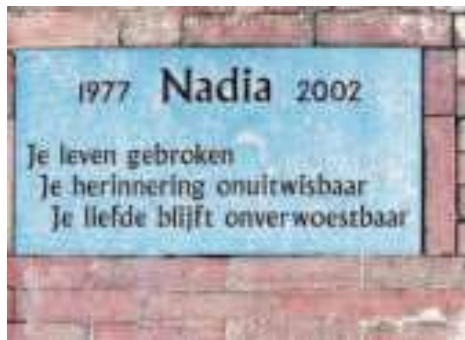 1977 Nadia 2002
Je leven gebroken
Je herinnering onuitwisbaar
Je liefde blijft onverwoestbaar